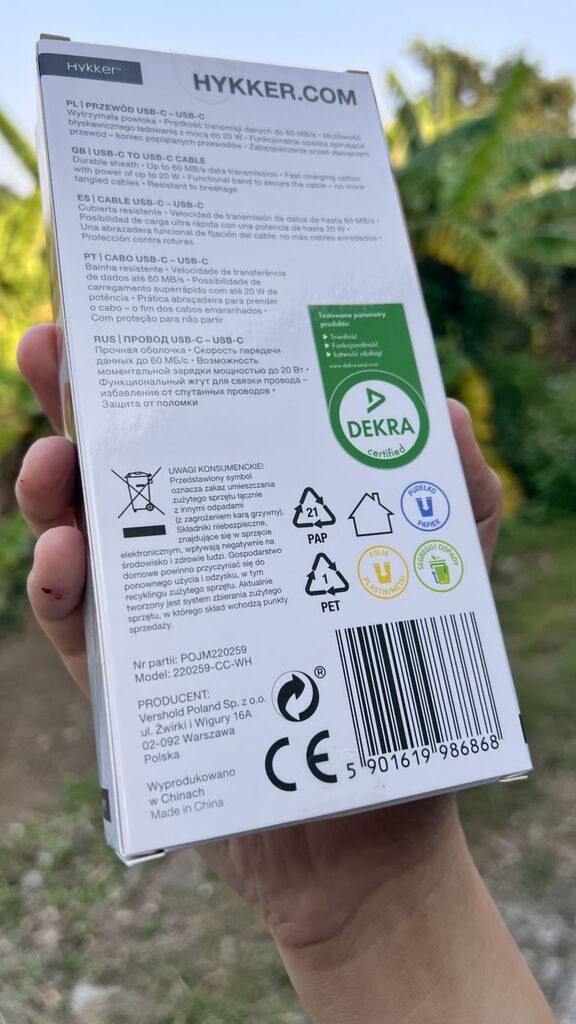 Hykker™
HYKKER.COM
PL | PRZEWÓD USB-C – USB-C
Wytrzymała powłoka • Prędkość transmisji danych do 60 MB/s • Możliwość
błyskawicznego ładowania z mocą do 20 W • Funkcjonalna opaska spinająca
przewód – koniec poplątanych przewodów • Zabezpieczenie przed złamaniem
GB | USB-C TO USB-C CABLE
Durable sheath • Up to 60 MB/s data transmission • Fast charging option
with power of up to 20 W • Functional band to secure the cable – no more
tangled cables • Resistant to breakage
ES | CABLE USB-C – USB-C
Cubierta resistente • Velocidad de transmisión de datos de hasta 60 MB/s •
Posibilidad de carga ultra rápida con una potencia de hasta 20 W •
Una abrazadera funcional de fijación del cable: no más cables enredados •
Protección contra roturas
PT | CABO USB-C – USB-C
Bainha resistente • Velocidade de transferência
de dados até 60 MB/s • Possibilidade de
carregamento superrápido com até 20 W de
potência • Prática abraçadeira para prender
o cabo – o fim dos cabos emaranhados •
Com proteção para não partir
RUS | ПРОВОД USB-C – USB-C
Прочная оболочка • Скорость передачи
данных до 60 МБ/с • Возможность
моментальной зарядки мощностью до 20 Вт •
Функциональный жгут для связки провода –
избавление от спутанных проводов •
Защита от поломки
Testowane parametry
produktu:
Trwałość
Funkcjonalność
Łatwość obsługi
www.dekra-seal.com
DEKRA
certified
UWAGI KONSUMENCKIE!
Przedstawiony symbol
oznacza zakaz umieszczania
zużytego sprzętu łącznie
z innymi odpadami
(z zagrożeniem karą grzywny).
Składniki niebezpieczne,
znajdujące się w sprzęcie
elektronicznym, wpływają negatywnie na
środowisko i zdrowie ludzi. Gospodarstwo
domowe powinno przyczyniać się do
ponownego użycia i odzysku, w tym
recyklingu zużytego sprzętu. Aktualnie
tworzony jest system zbierania zużytego
sprzętu, w którego skład wchodzą punkty
sprzedaży.
21
PAP
PUDEŁKO
PAPIER
1
PET
FOLIA
PLASTIK/METAL
SEGREGUJ ODPADY
Nr partii: POJM220259
Model: 220259-CC-WH
PRODUCENT:
Vershold Poland Sp. z o.o.
ul. Żwirki i Wigury 16A
02-092 Warszawa
Polska
Wyprodukowano
w Chinach
Made in China
®
CE
5 901619 986868